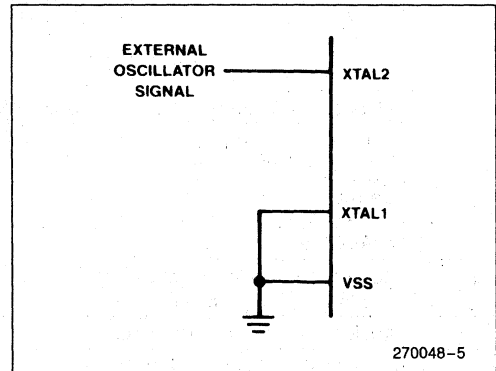 EXTERNAL
OSCILLATOR
SIGNAL
XTAL2
XTAL1
VSS
270048-5